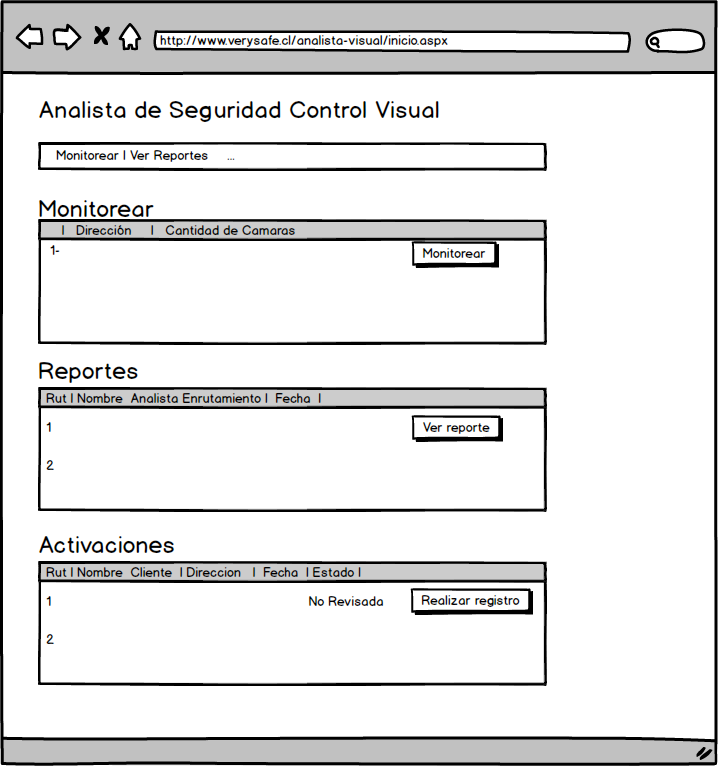 http://www.verysafe.cl/analista-visual/inicio.aspx
Analista de Seguridad Control Visual
Monitorear | Ver Reportes ...
Monitorear
| Dirección | Cantidad de Camaras
1- Monitorear
Reportes
Rut | Nombre Analista Enrutamiento | Fecha |
1 Ver reporte
2
Activaciones
Rut | Nombre Cliente | Direccion | Fecha | Estado |
1 No Revisada Realizar registro
2